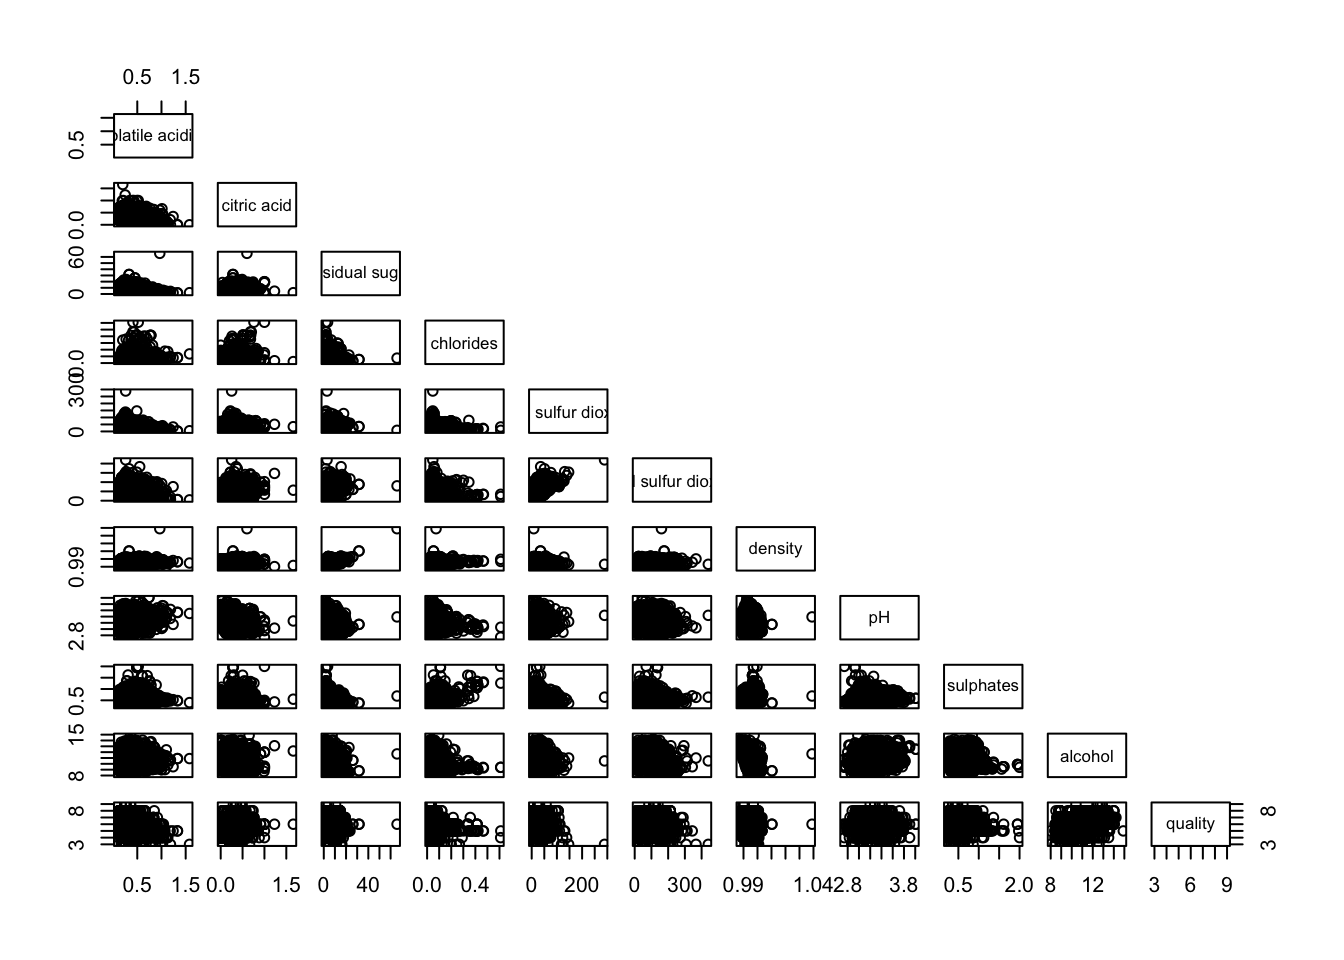 0.5 1.5
0.5
olatile acidi
0.0
citric acid
0 60
sidual sug
0.0
chlorides
0 300
sulfur diox
0
l sulfur diox
0.99
density
2.8
pH
0.5
sulphates
8 15
alcohol
3 8
quality
3 8
0.5 1.5 0.0 1.5 0 40 0.0 0.4 0 200 0 300 0.99 1.04 2.8 3.8 0.5 2.0 8 12 3 6 9